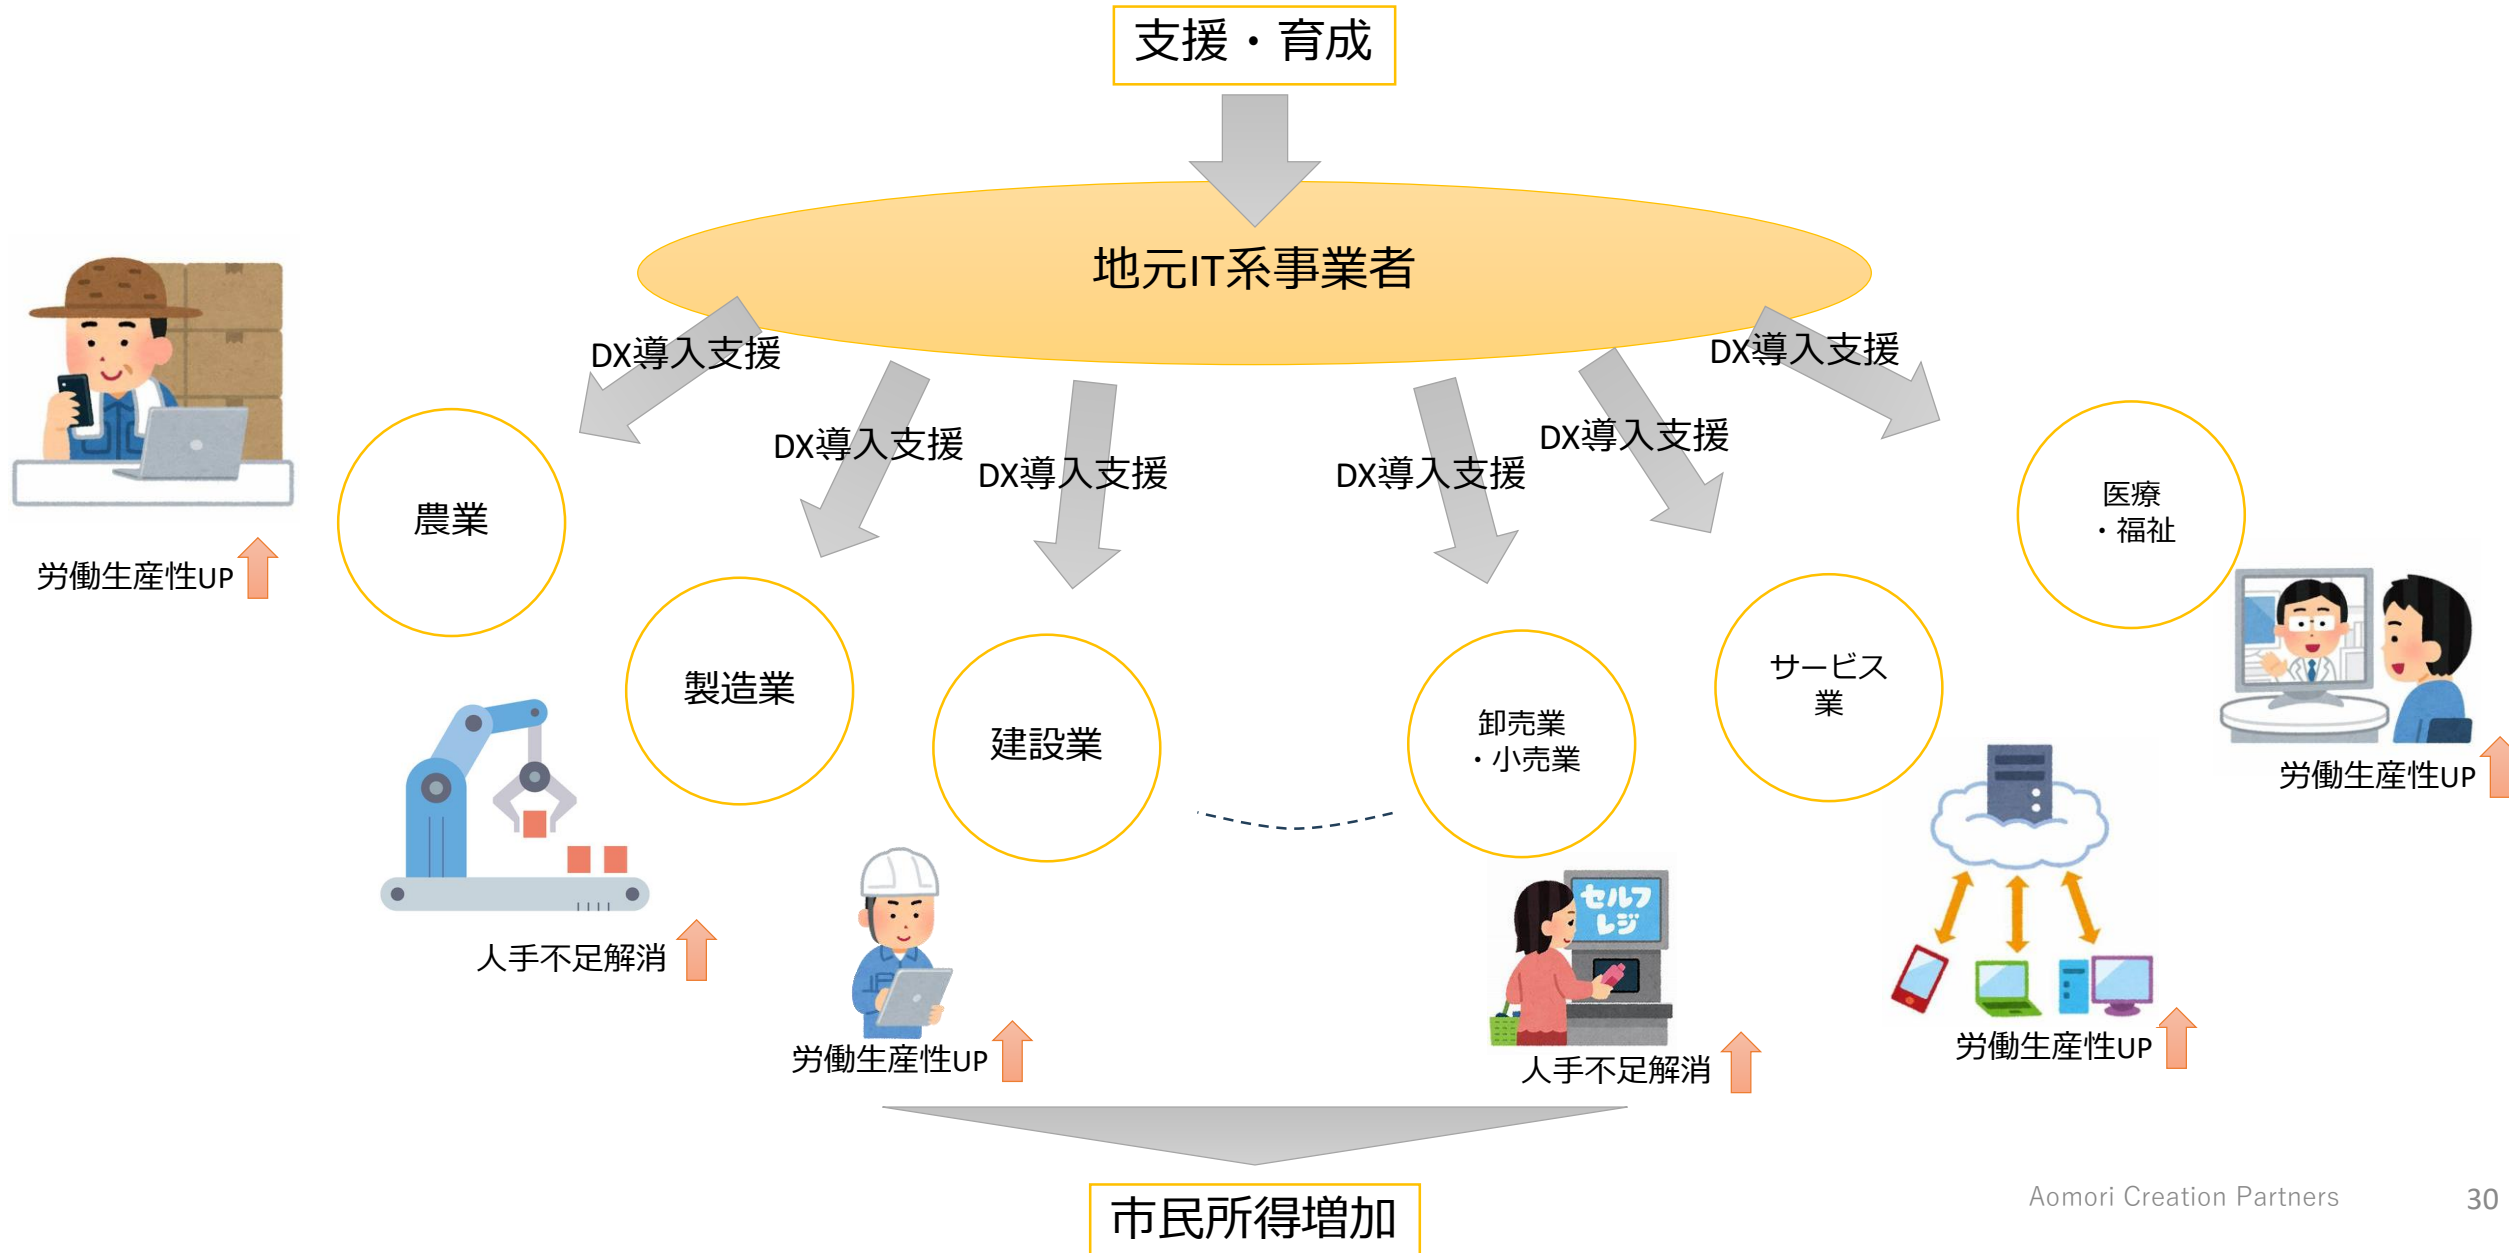 支援・育成
地元IT系事業者
DX導入支援
DX導入支援
DX導入支援
DX導入支援
DX導入支援
DX導入支援
農業
労働生産性UP
製造業
人手不足解消
建設業
労働生産性UP
卸売業
・小売業
セルフ
レジ
人手不足解消
サービス
業
労働生産性UP
医療
・福祉
労働生産性UP
市民所得増加
Aomori Creation Partners
30